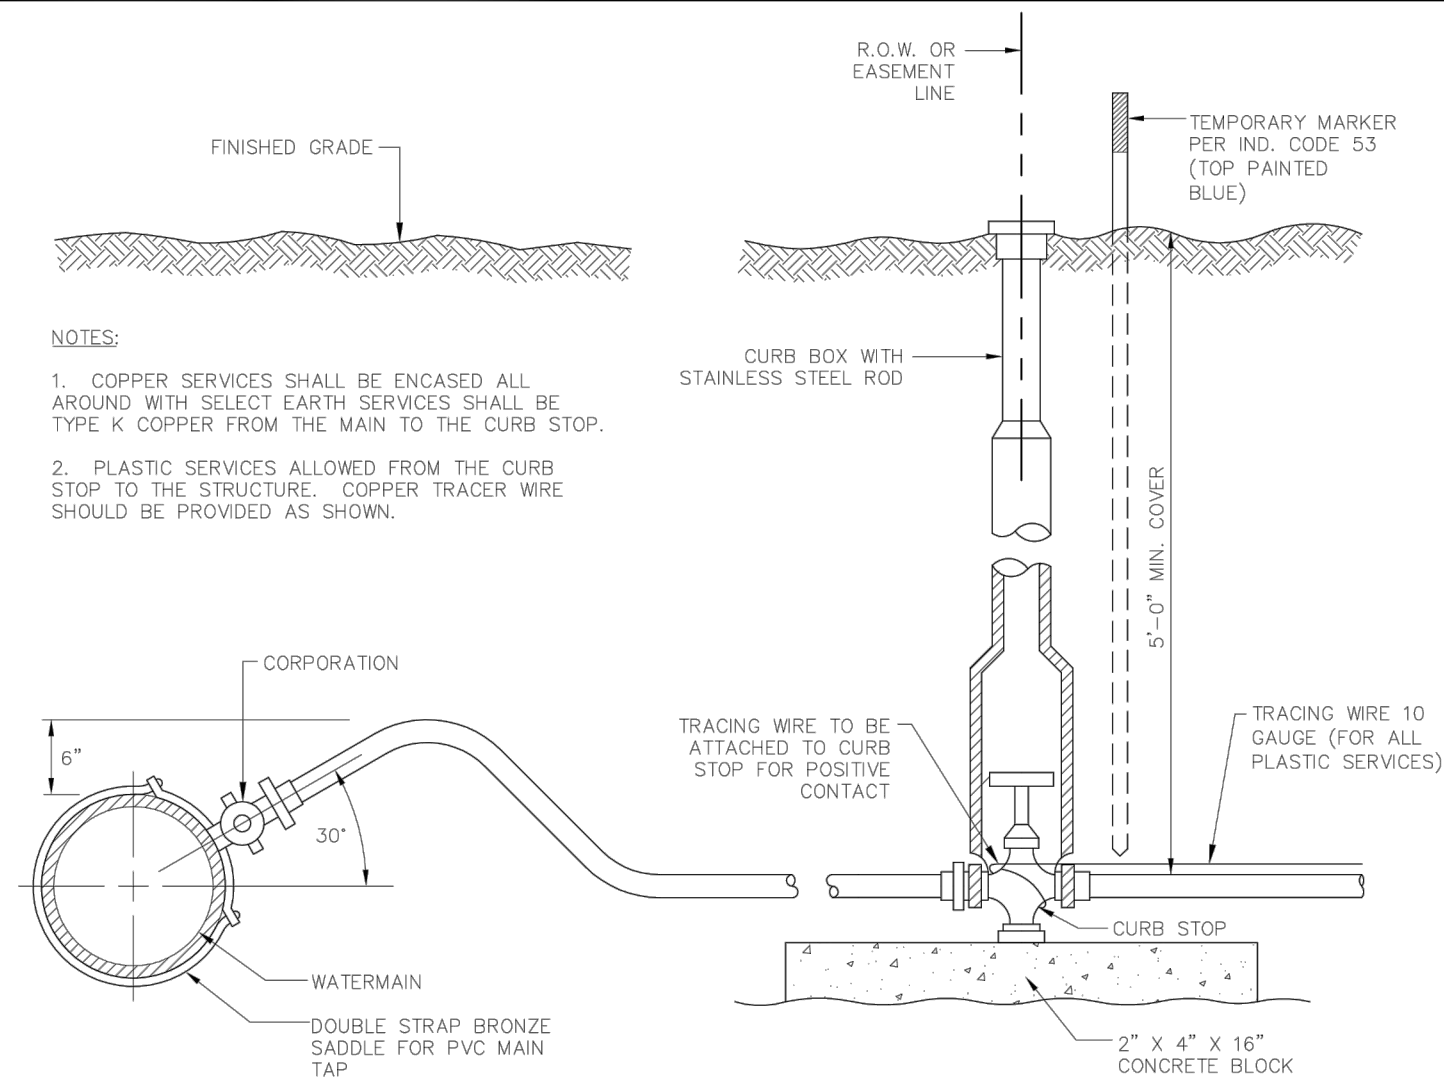 R.O.W. OR
EASEMENT
LINE
TEMPORARY MARKER
PER IND. CODE 53
(TOP PAINTED
BLUE)
FINISHED GRADE
NOTES:
1. COPPER SERVICES SHALL BE ENCASED ALL
AROUND WITH SELECT EARTH SERVICES SHALL BE
TYPE K COPPER FROM THE MAIN TO THE CURB STOP.
2. PLASTIC SERVICES ALLOWED FROM THE CURB
STOP TO THE STRUCTURE. COPPER TRACER WIRE
SHOULD BE PROVIDED AS SHOWN.
CURB BOX WITH
STAINLESS STEEL ROD
5'-0" MIN. COVER
CORPORATION
6"
30°
TRACING WIRE TO BE
ATTACHED TO CURB
STOP FOR POSITIVE
CONTACT
TRACING WIRE 10
GAUGE (FOR ALL
PLASTIC SERVICES)
CURB STOP
WATERMAIN
DOUBLE STRAP BRONZE
SADDLE FOR PVC MAIN
TAP
2" X 4" X 16"
CONCRETE BLOCK